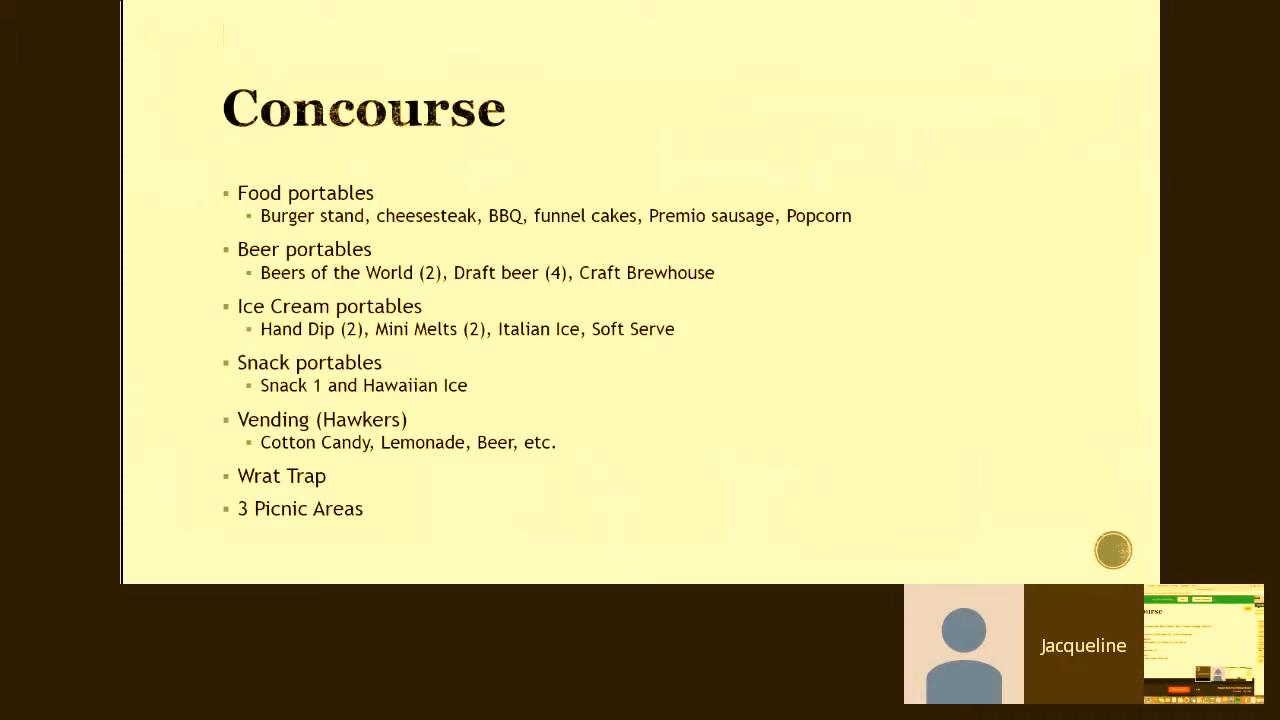 Concourse
Food portables
Burger stand, cheesesteak, BBQ, funnel cakes, Premio sausage, Popcorn
Beer portables
Beers of the World (2), Draft beer (4), Craft Brewhouse
Ice Cream portables
Hand Dip (2), Mini Melts (2), Italian Ice, Soft Serve
Snack portables
Snack 1 and Hawaiian Ice
Vending (Hawkers)
Cotton Candy, Lemonade, Beer, etc.
Wrat Trap
3 Picnic Areas
Jacqueline